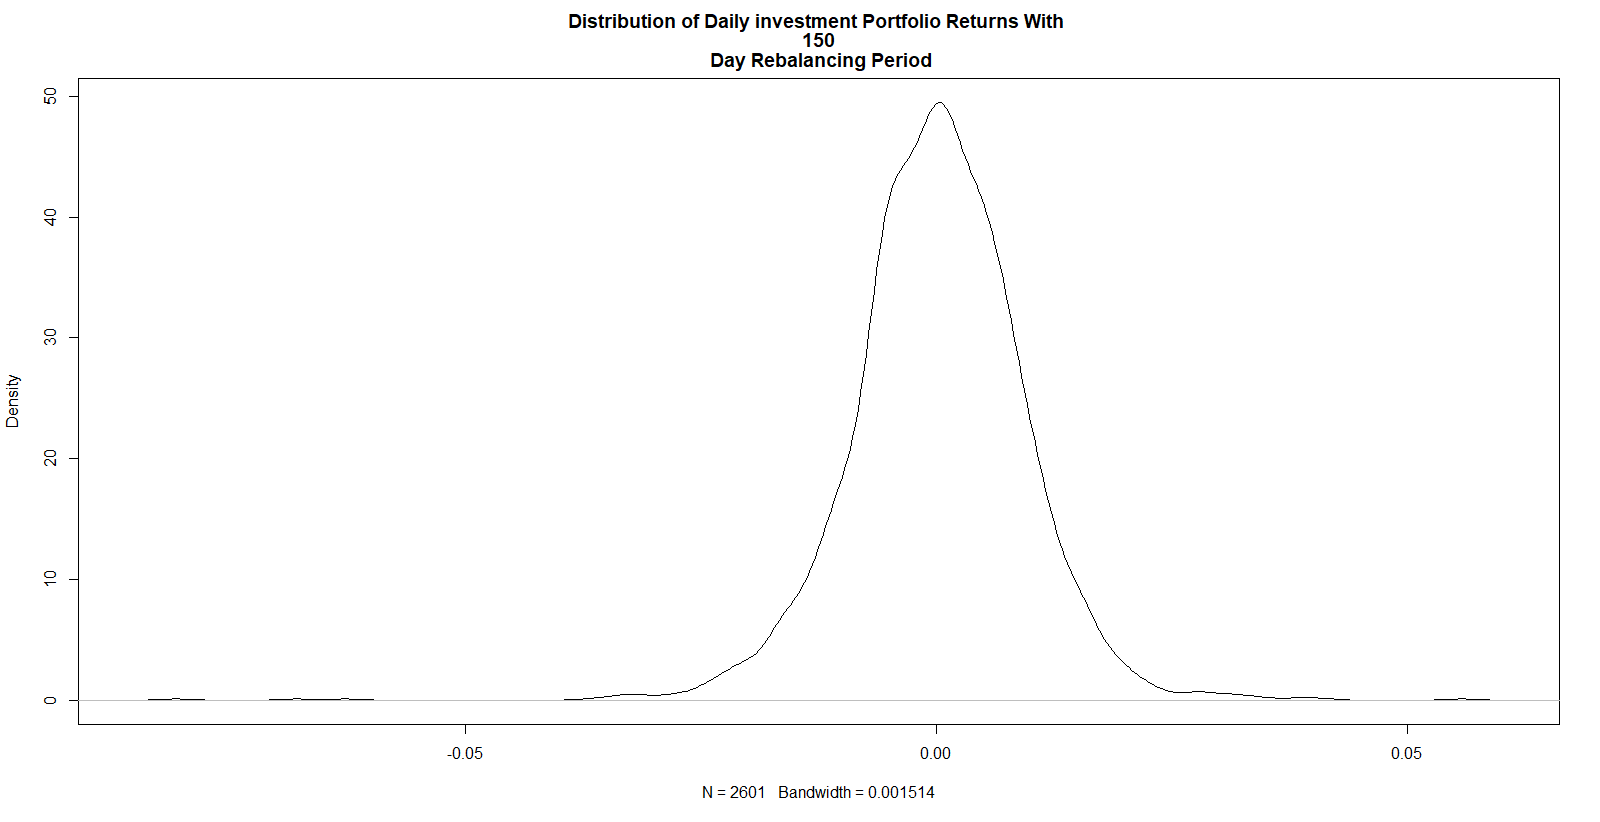 Distribution of Daily investment Portfolio Returns With
150
Day Rebalancing Period
Density
50
40
30
20
10
0
-0.05
0.00
0.05
N = 2601   Bandwidth = 0.001514